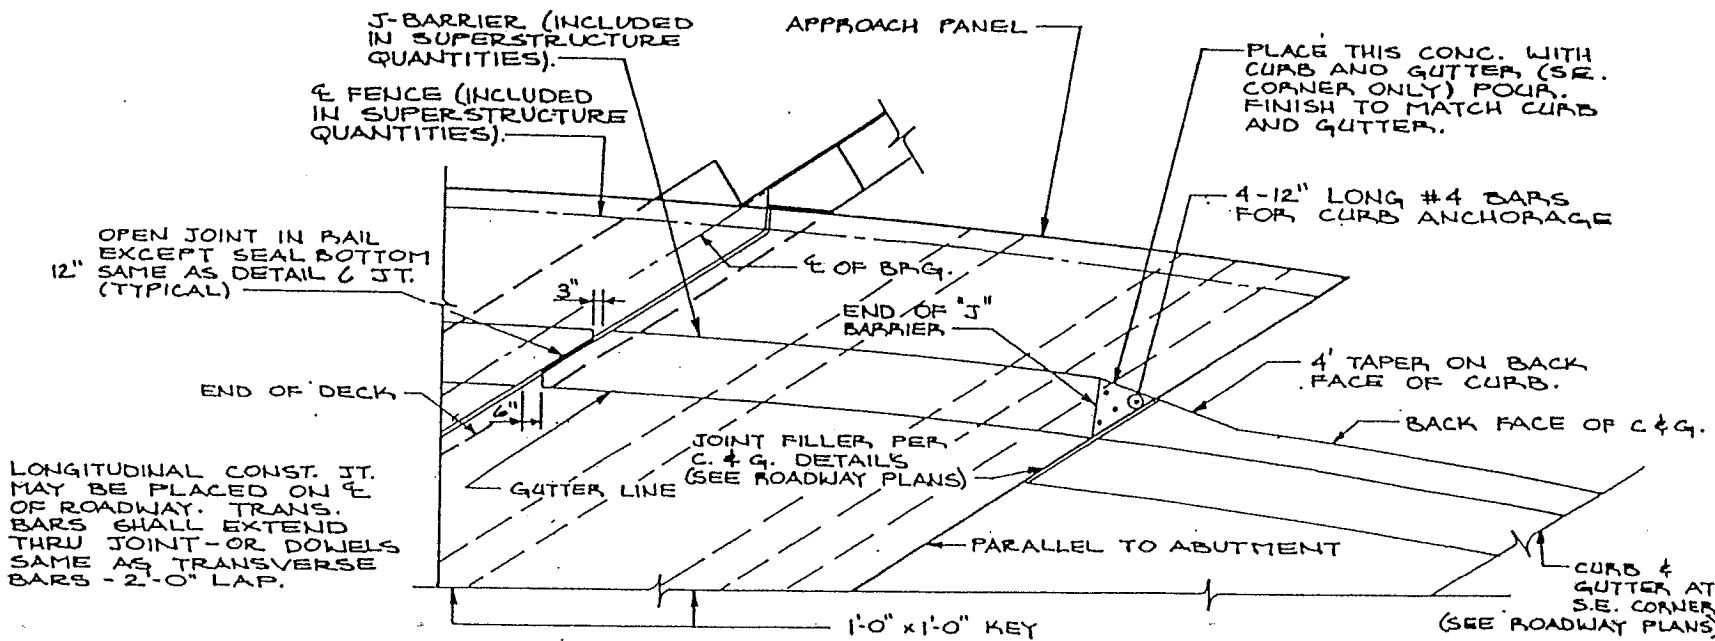 J-BARRIER (INCLUDED
IN SUPERSTRUCTURE
QUANTITIES).
℄ FENCE (INCLUDED
IN SUPERSTRUCTURE
QUANTITIES).
APPROACH PANEL
PLACE THIS CONC. WITH
CURB AND GUTTER (S.E.
CORNER ONLY) POUR.
FINISH TO MATCH CURB
AND GUTTER.
4-12" LONG #4 BARS
FOR CURB ANCHORAGE
OPEN JOINT IN RAIL
EXCEPT SEAL BOTTOM
12" SAME AS DETAIL 6 JT.
(TYPICAL)
3"
℄ OF BRG.
END OF "J"
BARRIER
4' TAPER ON BACK
FACE OF CURB.
END OF DECK
6"
BACK FACE OF C & G.
JOINT FILLER PER
C. & G. DETAILS
(SEE ROADWAY PLANS)
GUTTER LINE
LONGITUDINAL CONST. JT.
MAY BE PLACED ON ℄
OF ROADWAY. TRANS.
BARS SHALL EXTEND
THRU JOINT-OR DOWELS
SAME AS TRANSVERSE
BARS - 2'-0" LAP.
PARALLEL TO ABUTMENT
CURB &
GUTTER AT
S.E. CORNER
(SEE ROADWAY PLANS)
1'-0" x 1'-0" KEY